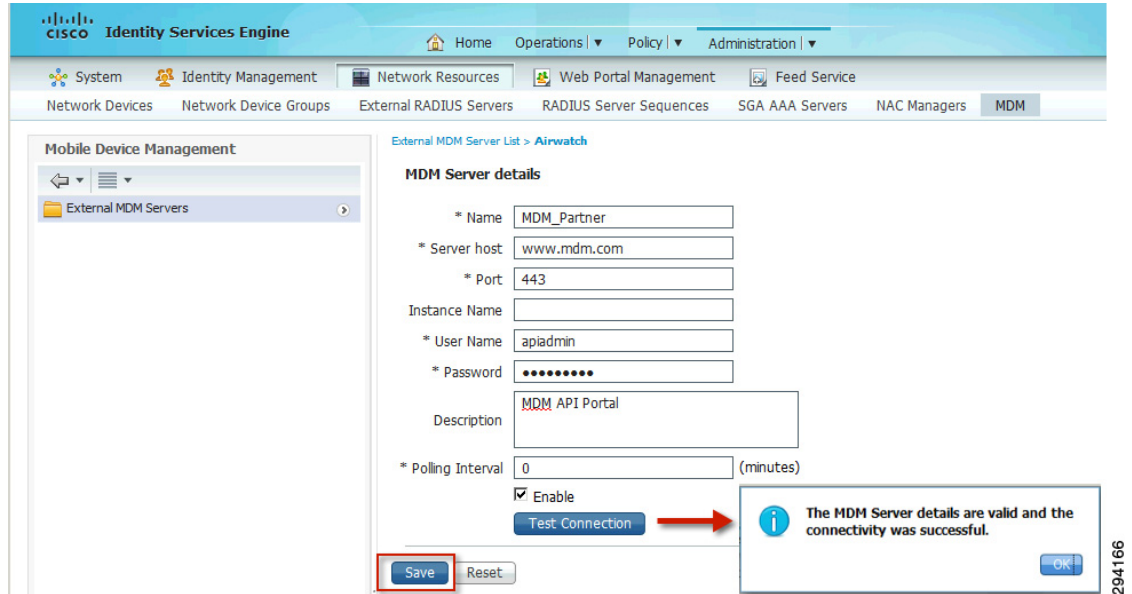 CISCO Identity Services Engine
Home Operations | ▼ Policy | ▼ Administration | ▼
System Identity Management Network Resources Web Portal Management Feed Service
Network Devices Network Device Groups External RADIUS Servers RADIUS Server Sequences SGA AAA Servers NAC Managers MDM
Mobile Device Management
External MDM Servers
External MDM Server List > Airwatch
MDM Server details
* Name MDM_Partner
* Server host www.mdm.com
* Port 443
Instance Name
* User Name apiadmin
* Password •••••••••
Description MDM API Portal
* Polling Interval 0 (minutes)
Enable
Test Connection
The MDM Server details are valid and the
connectivity was successful.
OK
Save Reset
294166